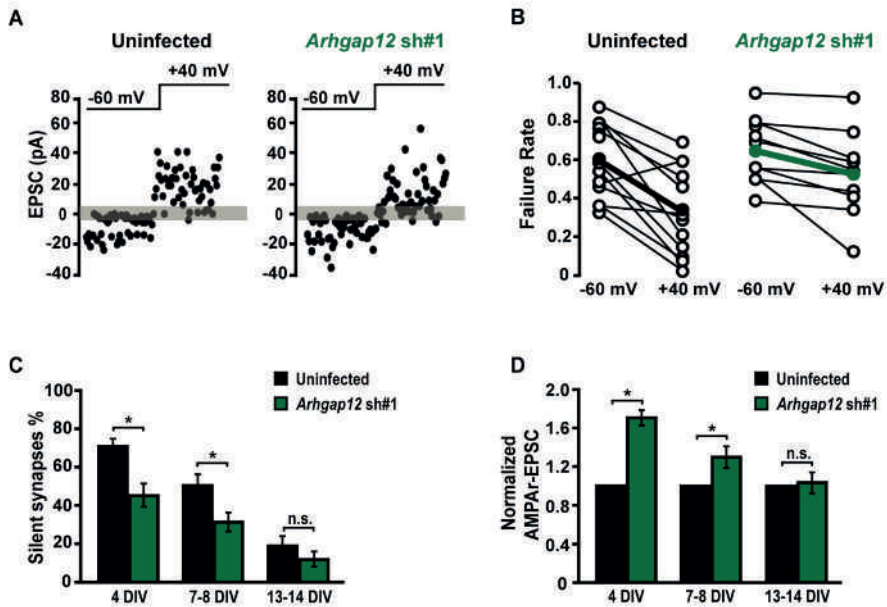 A
Uninfected
Arhgap12 sh#1
-60 mV
+40 mV
-60 mV
+40 mV
EPSC (pA)
80
60
40
20
0
-20
-40
80
60
40
20
0
-20
-40
B
Uninfected
Arhgap12 sh#1
Failure Rate
1.0
0.8
0.6
0.4
0.2
0
-60 mV
+40 mV
-60 mV
+40 mV
C
Uninfected
Arhgap12 sh#1
Silent synapses %
100
80
60
40
20
0
*
*
n.s.
4 DIV
7-8 DIV
13-14 DIV
D
Uninfected
Arhgap12 sh#1
Normalized
AMPAr-EPSC
2.0
1.6
1.2
0.8
0.4
0.0
*
*
n.s.
4 DIV
7-8 DIV
13-14 DIV